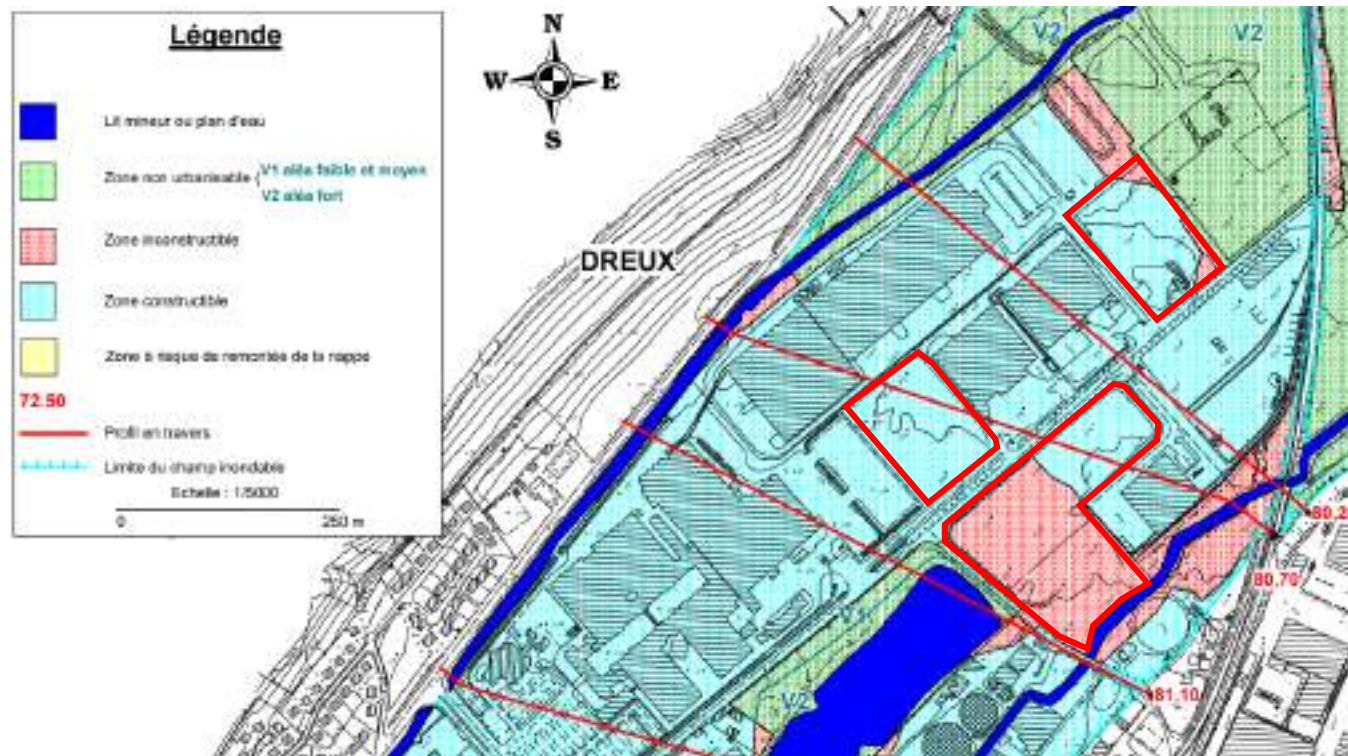 Légende
Lit mineur ou plan d'eau
Zone non urbanisable { V1 aléa faible et moyen
V2 aléa fort
Zone inconstructible
Zone constructible
Zone à risque de remontée de la nappe
72.50
Profil en travers
Limite du champ inondable
Echelle : 1/5000
0 250 m
N
W E
S
V2 V2
DREUX
80.70
V2
81.10